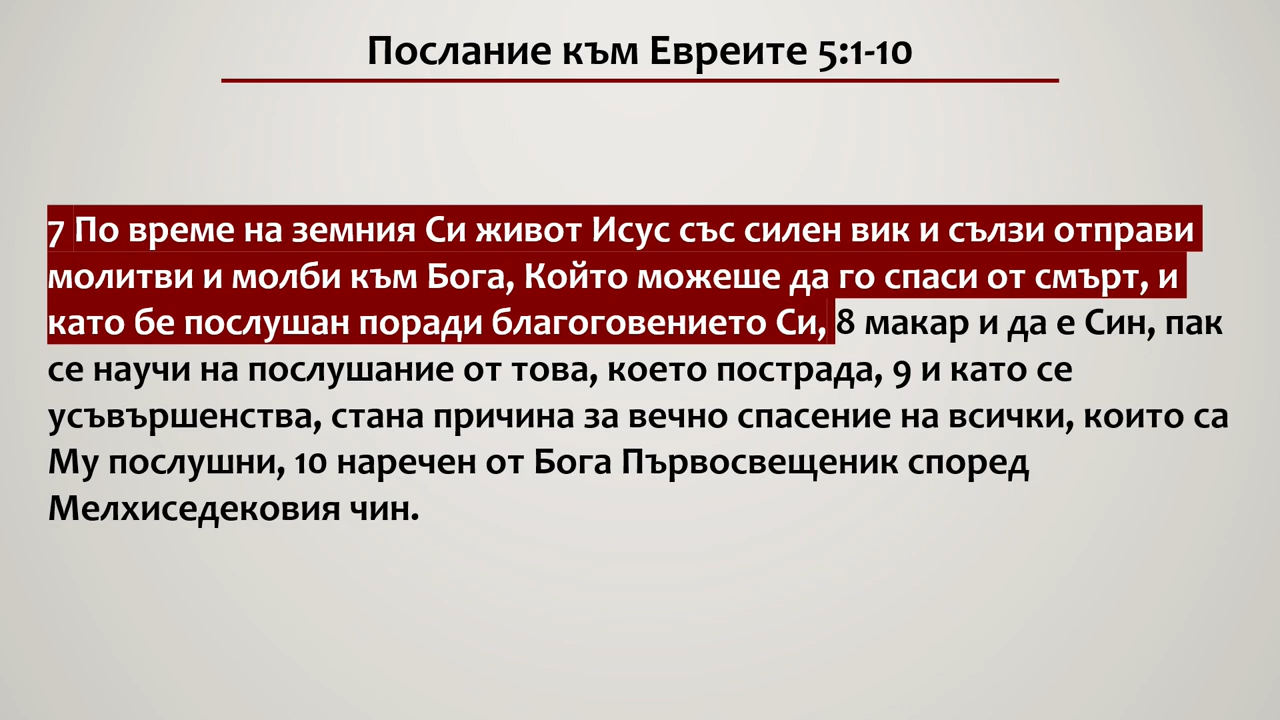 Послание към Евреите 5:1-10
7 По време на земния Си живот Исус със силен вик и сълзи отправи
молитви и молби към Бога, Който можеше да го спаси от смърт, и
като бе послушан поради благоговението Си, 8 макар и да е Син, пак
се научи на послушание от това, което пострада, 9 и като се
усъвършенства, стана причина за вечно спасение на всички, които са
Му послушни, 10 наречен от Бога Първосвещеник според
Мелхиседековия чин.